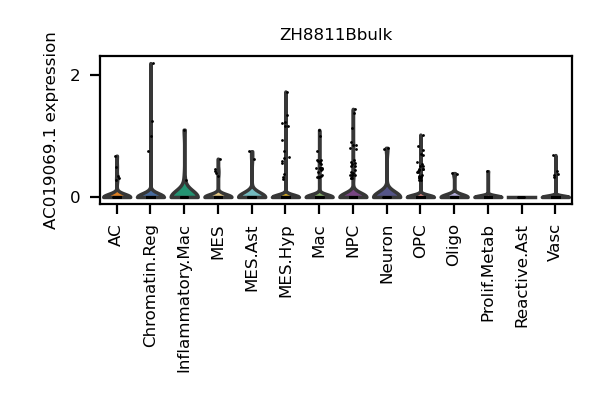 ZH8811Bbulk
AC019069.1 expression
2
0
AC
Chromatin.Reg
Inflammatory.Mac
MES
MES.Ast
MES.Hyp
Mac
NPC
Neuron
OPC
Oligo
Prolif.Metab
Reactive.Ast
Vasc